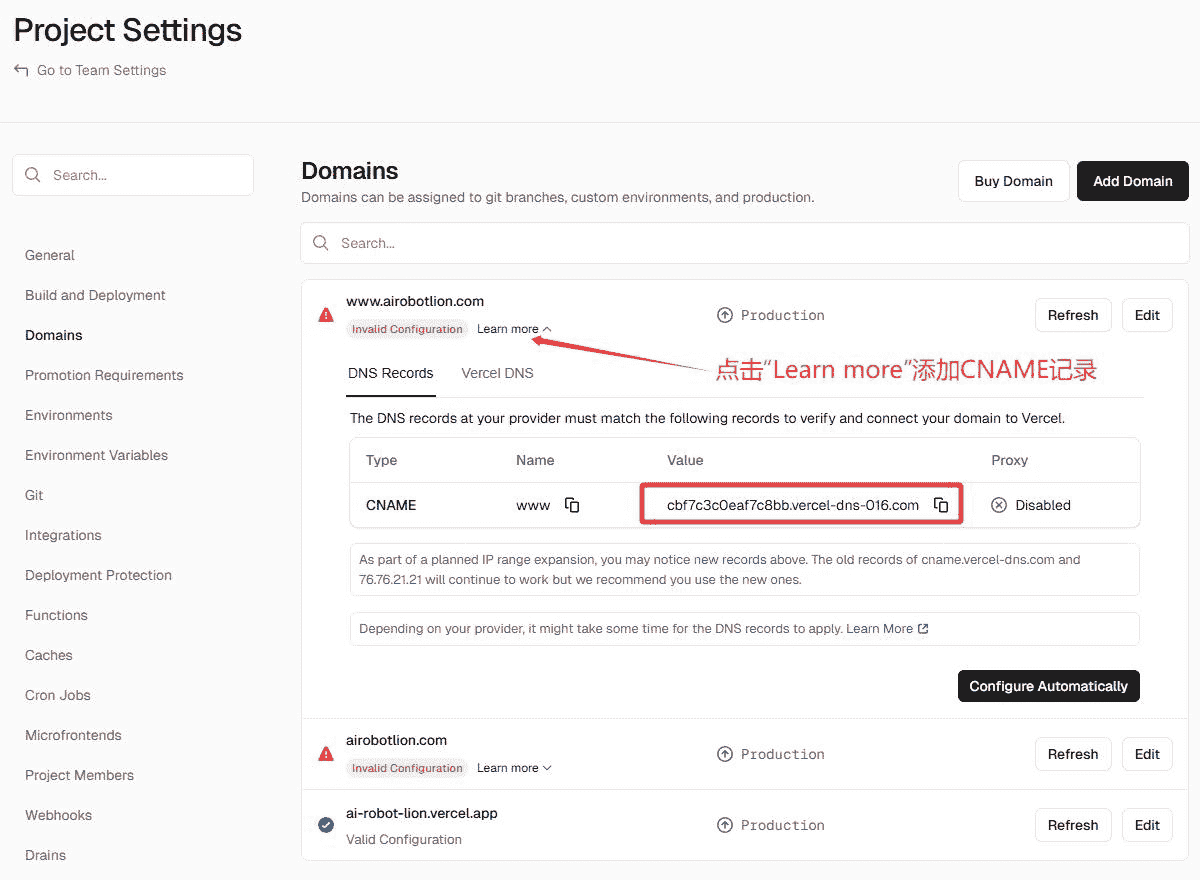 Project Settings
Go to Team Settings
Search...
General
Build and Deployment
Domains
Promotion Requirements
Environments
Environment Variables
Git
Integrations
Deployment Protection
Functions
Caches
Cron Jobs
Microfrontends
Project Members
Webhooks
Drains
Domains
Domains can be assigned to git branches, custom environments, and production.
Buy Domain
Add Domain
Search...
www.airobotlion.com
Invalid Configuration Learn more
Production
Refresh
Edit
点击“Learn more”添加CNAME记录
DNS Records Vercel DNS
The DNS records at your provider must match the following records to verify and connect your domain to Vercel.
Type Name Value Proxy
CNAME www cbf7c3c0eaf7c8bb.vercel-dns-016.com Disabled
As part of a planned IP range expansion, you may notice new records above. The old records of cname.vercel-dns.com and
76.76.21.21 will continue to work but we recommend you use the new ones.
Depending on your provider, it might take some time for the DNS records to apply. Learn More
Configure Automatically
airobotlion.com
Invalid Configuration Learn more
Production
Refresh
Edit
ai-robot-lion.vercel.app
Valid Configuration
Production
Refresh
Edit